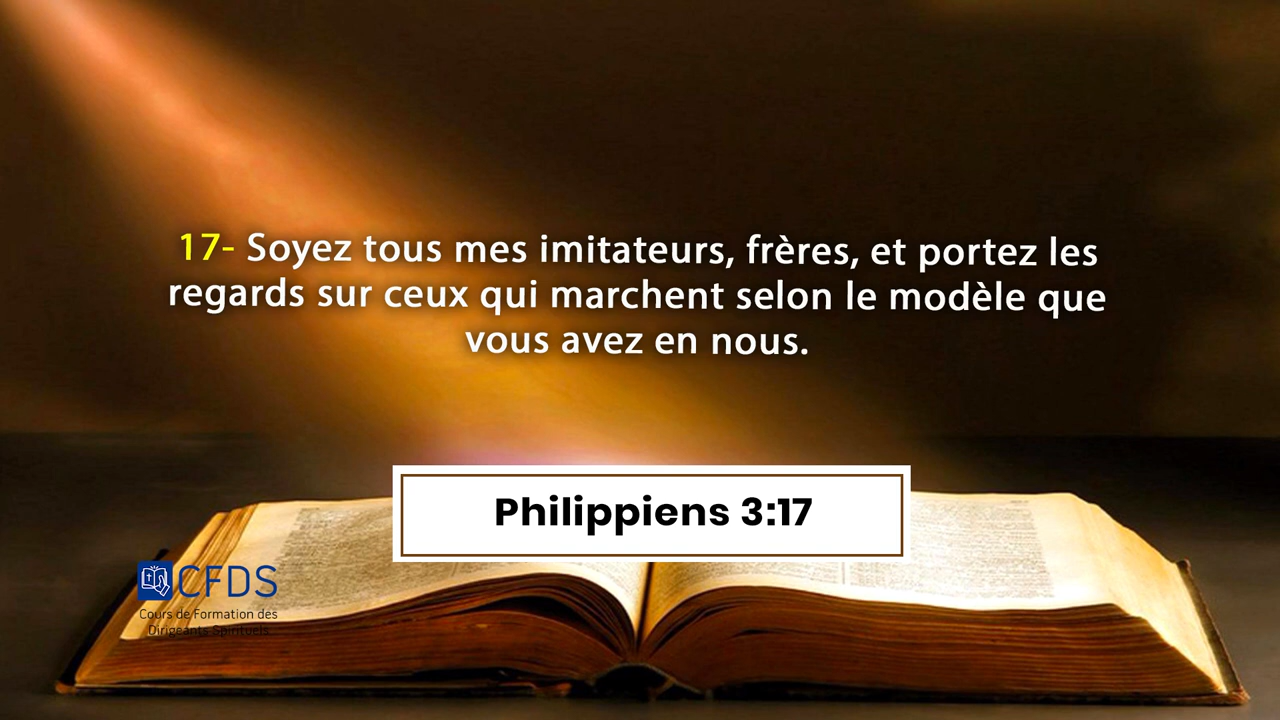 17- Soyez tous mes imitateurs, frères, et portez les
regards sur ceux qui marchent selon le modèle que
vous avez en nous.
Philippiens 3:17
CFDS
Cours de Formation des
Dirigeants Spirituels